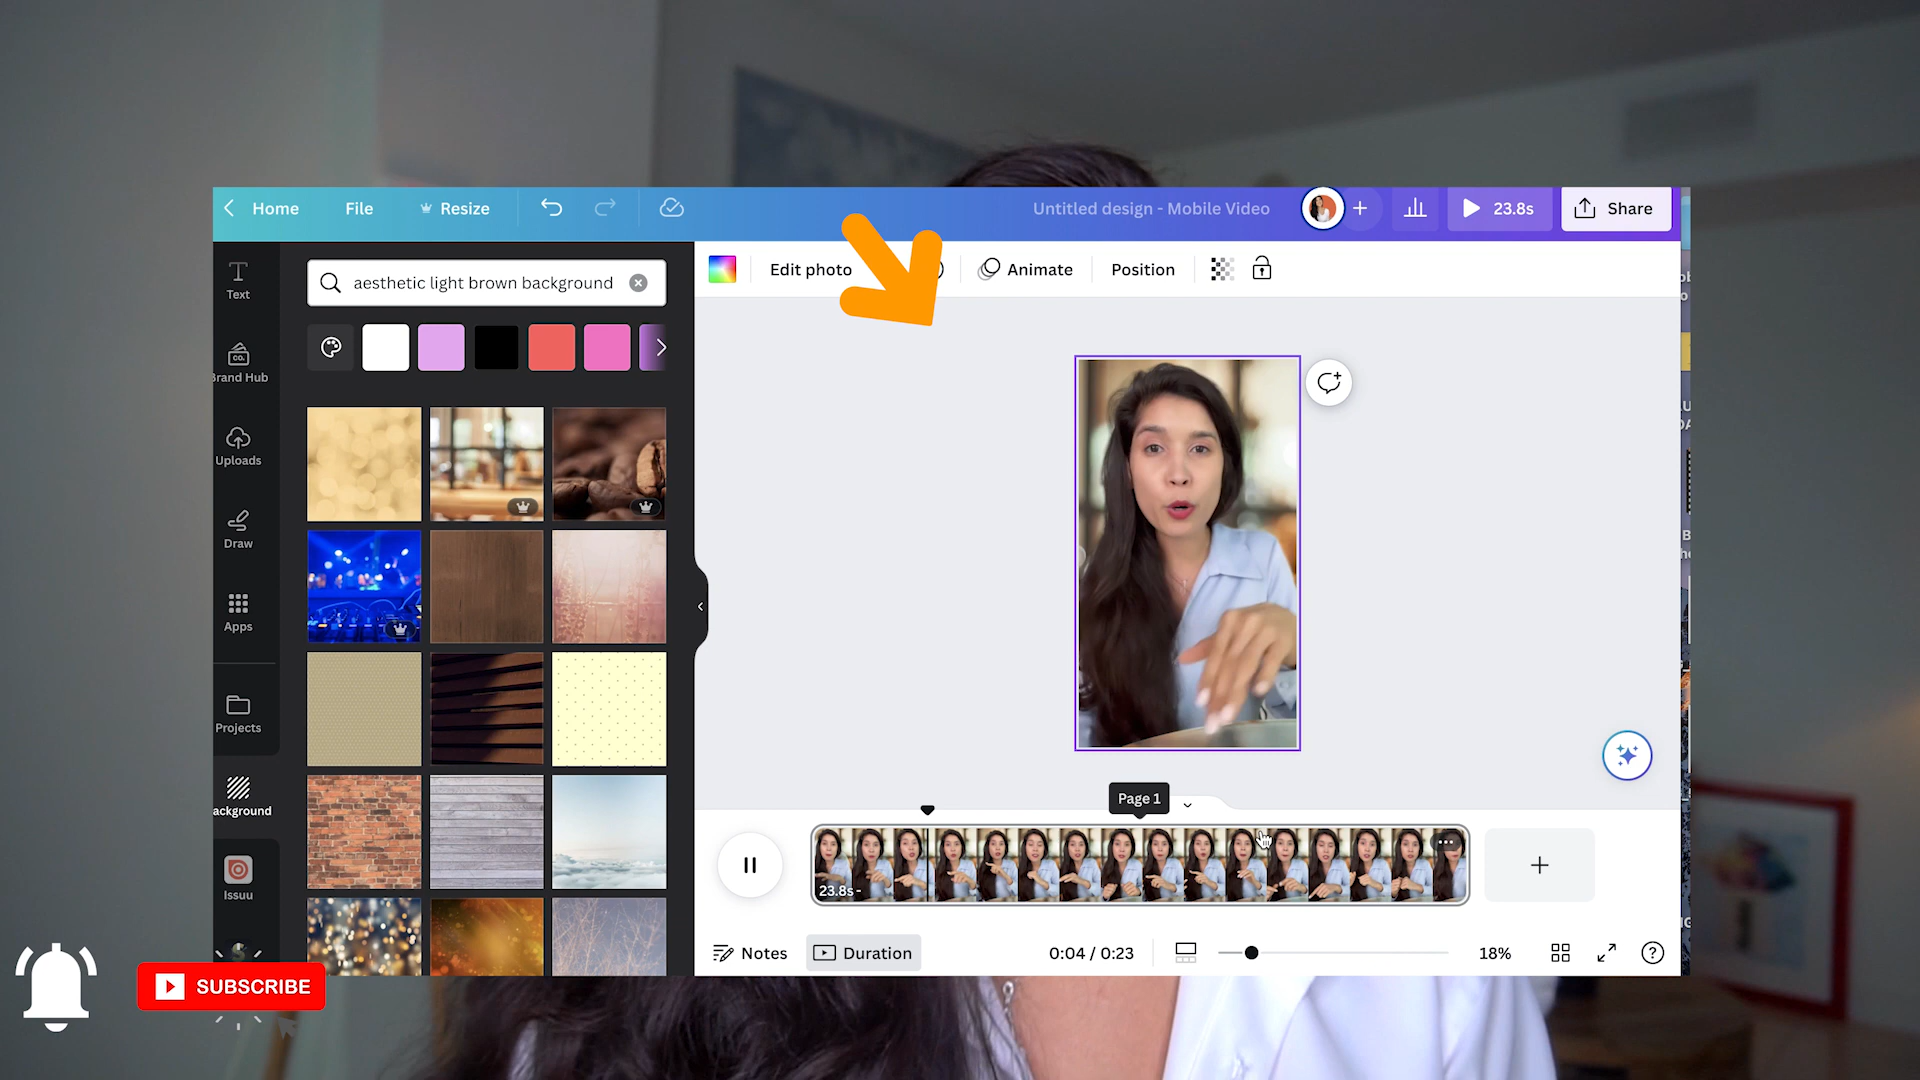 Home File Resize Untitled design - Mobile Video 23.8s Share
Text
aesthetic light brown background
Edit photo Animate Position
Brand Hub
CO.
Uploads
Draw
Apps
Projects
ackground
Issuu
Page 1
23.8s
Notes Duration 0:04 / 0:23 18%
SUBSCRIBE